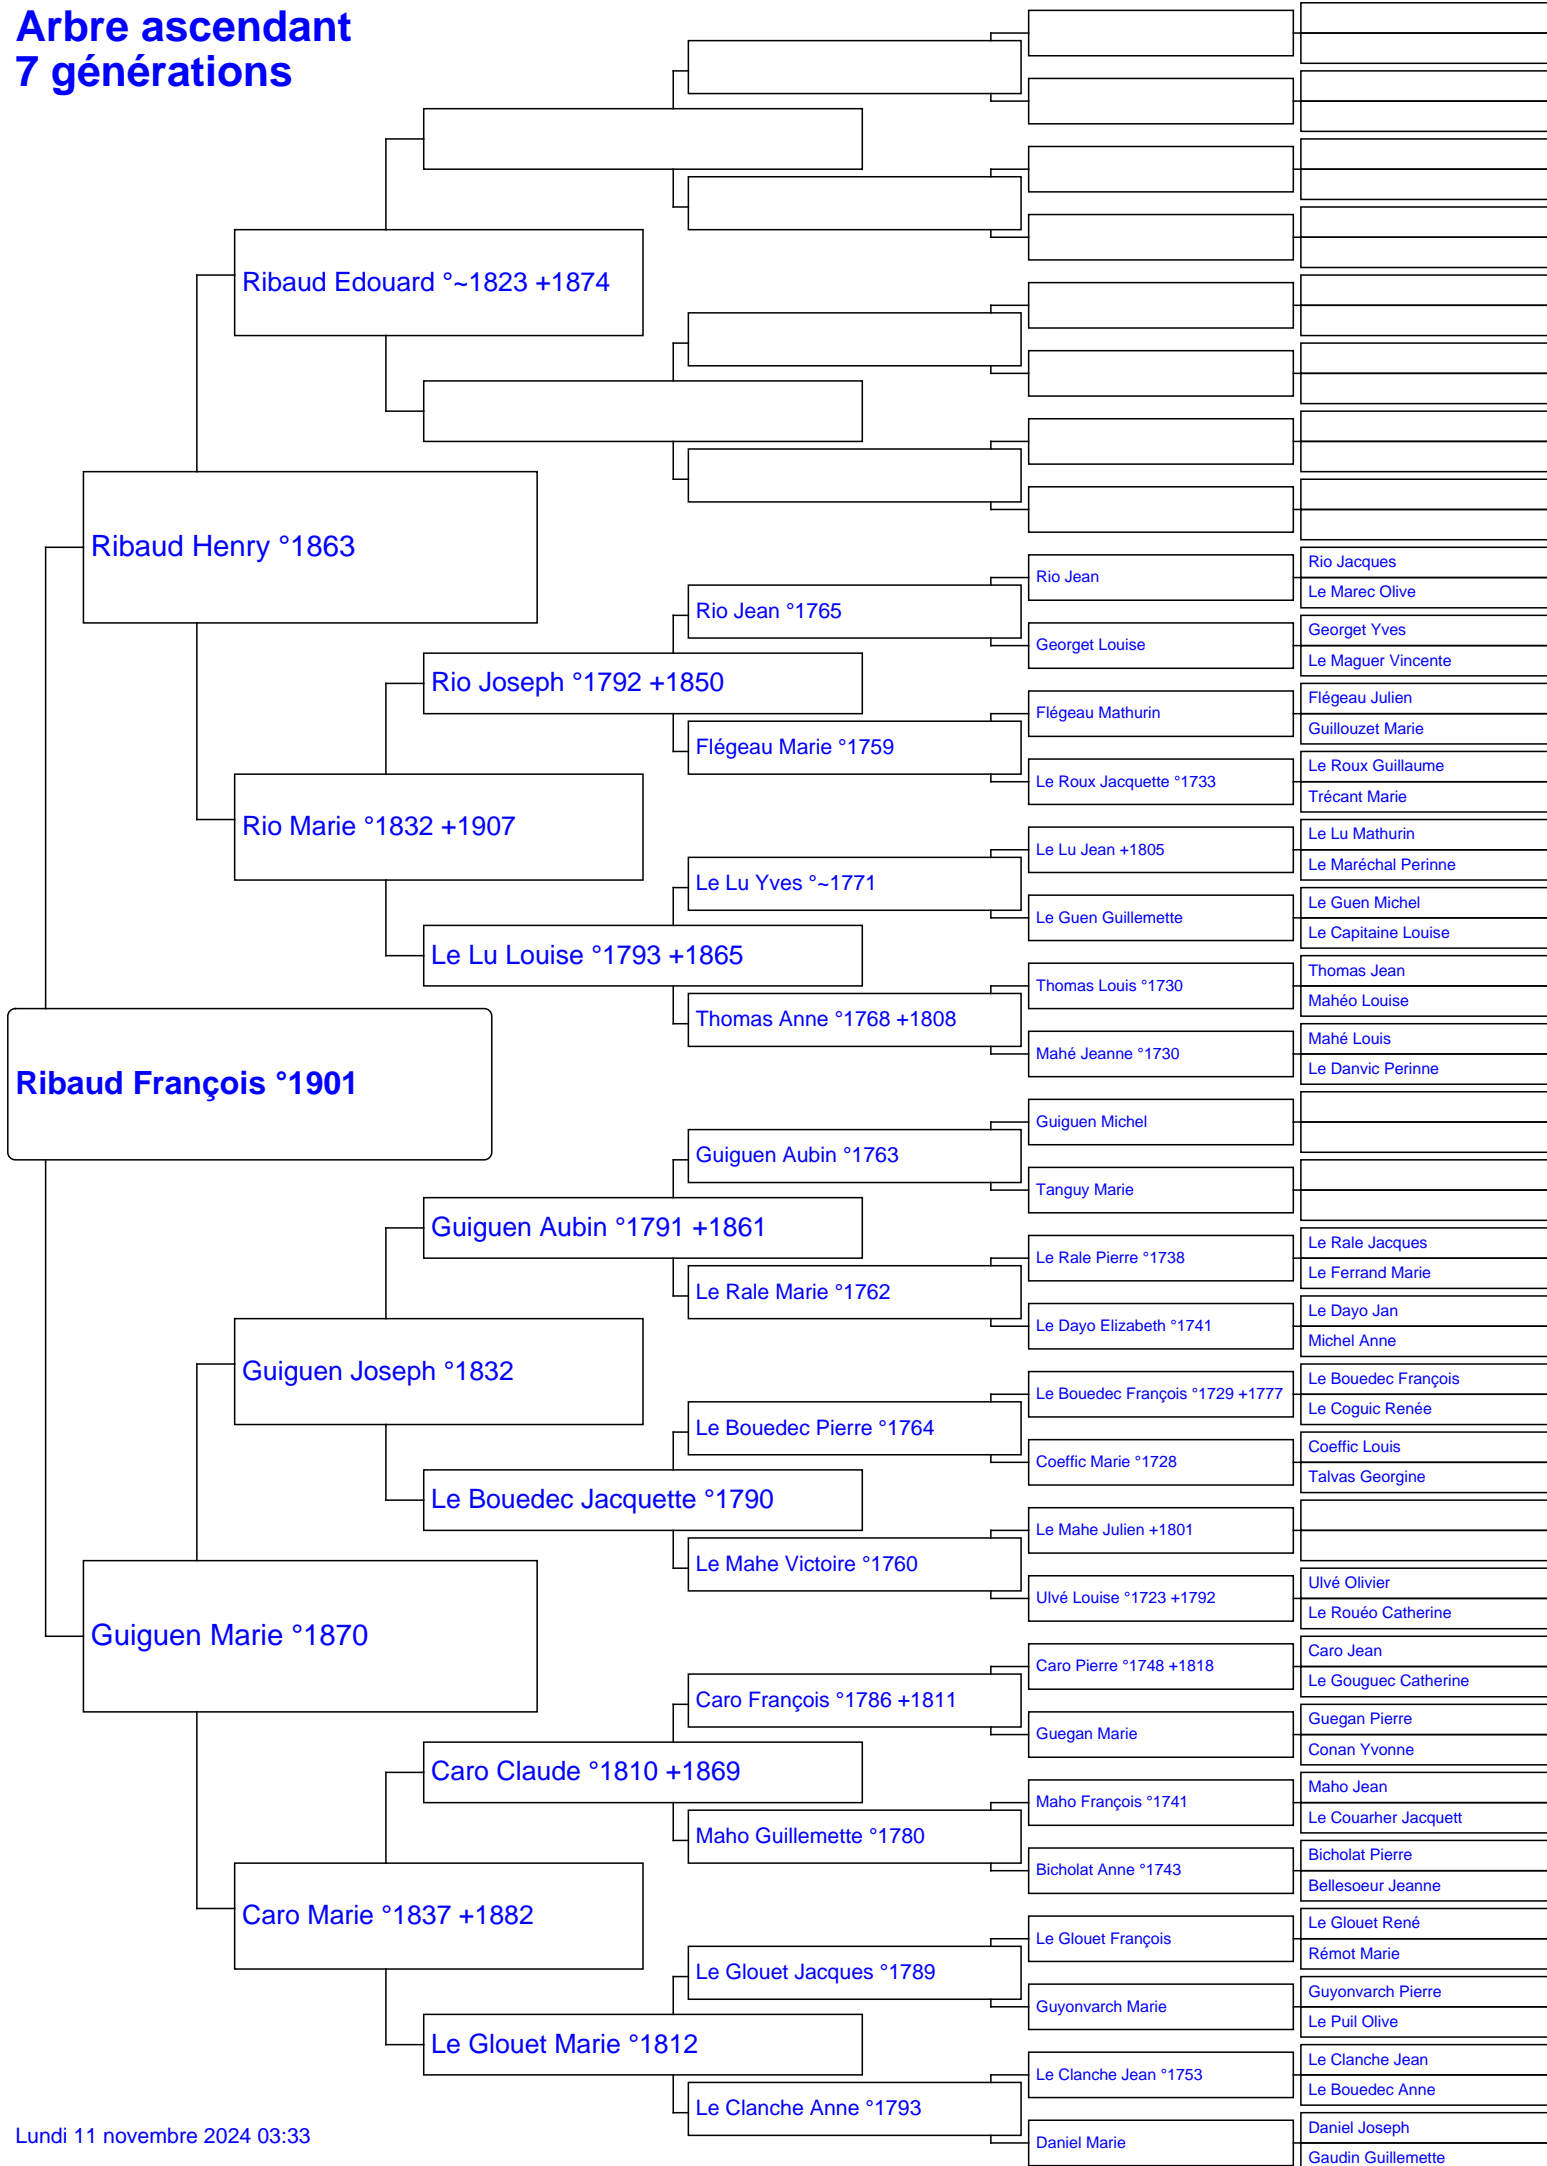 Arbre ascendant
7 générations
Ribaud Edouard °~1823 +1874
Ribaud Henry °1863
Rio Jean
Rio Jacques
Le Marec Olive
Rio Jean °1765
Georget Louise
Georget Yves
Le Maguer Vincente
Rio Joseph °1792 +1850
Flégeau Mathurin
Flégeau Julien
Guillouzet Marie
Flégeau Marie °1759
Le Roux Jacquette °1733
Le Roux Guillaume
Trécant Marie
Rio Marie °1832 +1907
Le Lu Jean +1805
Le Lu Mathurin
Le Maréchal Perinne
Le Lu Yves °~1771
Le Guen Guillemette
Le Guen Michel
Le Capitaine Louise
Le Lu Louise °1793 +1865
Thomas Louis °1730
Thomas Jean
Mahéo Louise
Thomas Anne °1768 +1808
Mahé Jeanne °1730
Mahé Louis
Le Danvic Perinne
Ribaud François °1901
Guiguen Michel
Guiguen Aubin °1763
Tanguy Marie
Guiguen Aubin °1791 +1861
Le Rale Pierre °1738
Le Rale Jacques
Le Ferrand Marie
Le Rale Marie °1762
Le Dayo Elizabeth °1741
Le Dayo Jan
Michel Anne
Guiguen Joseph °1832
Le Bouedec François °1729 +1777
Le Bouedec François
Le Coguic Renée
Le Bouedec Pierre °1764
Coeffic Marie °1728
Coeffic Louis
Talvas Georgine
Le Bouedec Jacquette °1790
Le Mahe Julien +1801
Le Mahe Victoire °1760
Ulvé Louise °1723 +1792
Ulvé Olivier
Le Rouéo Catherine
Guiguen Marie °1870
Caro Pierre °1748 +1818
Caro Jean
Le Gouguec Catherine
Caro François °1786 +1811
Guegan Marie
Guegan Pierre
Conan Yvonne
Caro Claude °1810 +1869
Maho François °1741
Maho Jean
Le Couarher Jacquett
Maho Guillemette °1780
Bicholat Anne °1743
Bicholat Pierre
Bellesoeur Jeanne
Caro Marie °1837 +1882
Le Glouet François
Le Glouet René
Rémot Marie
Le Glouet Jacques °1789
Guyonvarch Marie
Guyonvarch Pierre
Le Puil Olive
Le Glouet Marie °1812
Le Clanche Jean °1753
Le Clanche Jean
Le Bouedec Anne
Le Clanche Anne °1793
Daniel Marie
Daniel Joseph
Gaudin Guillemette
Lundi 11 novembre 2024 03:33